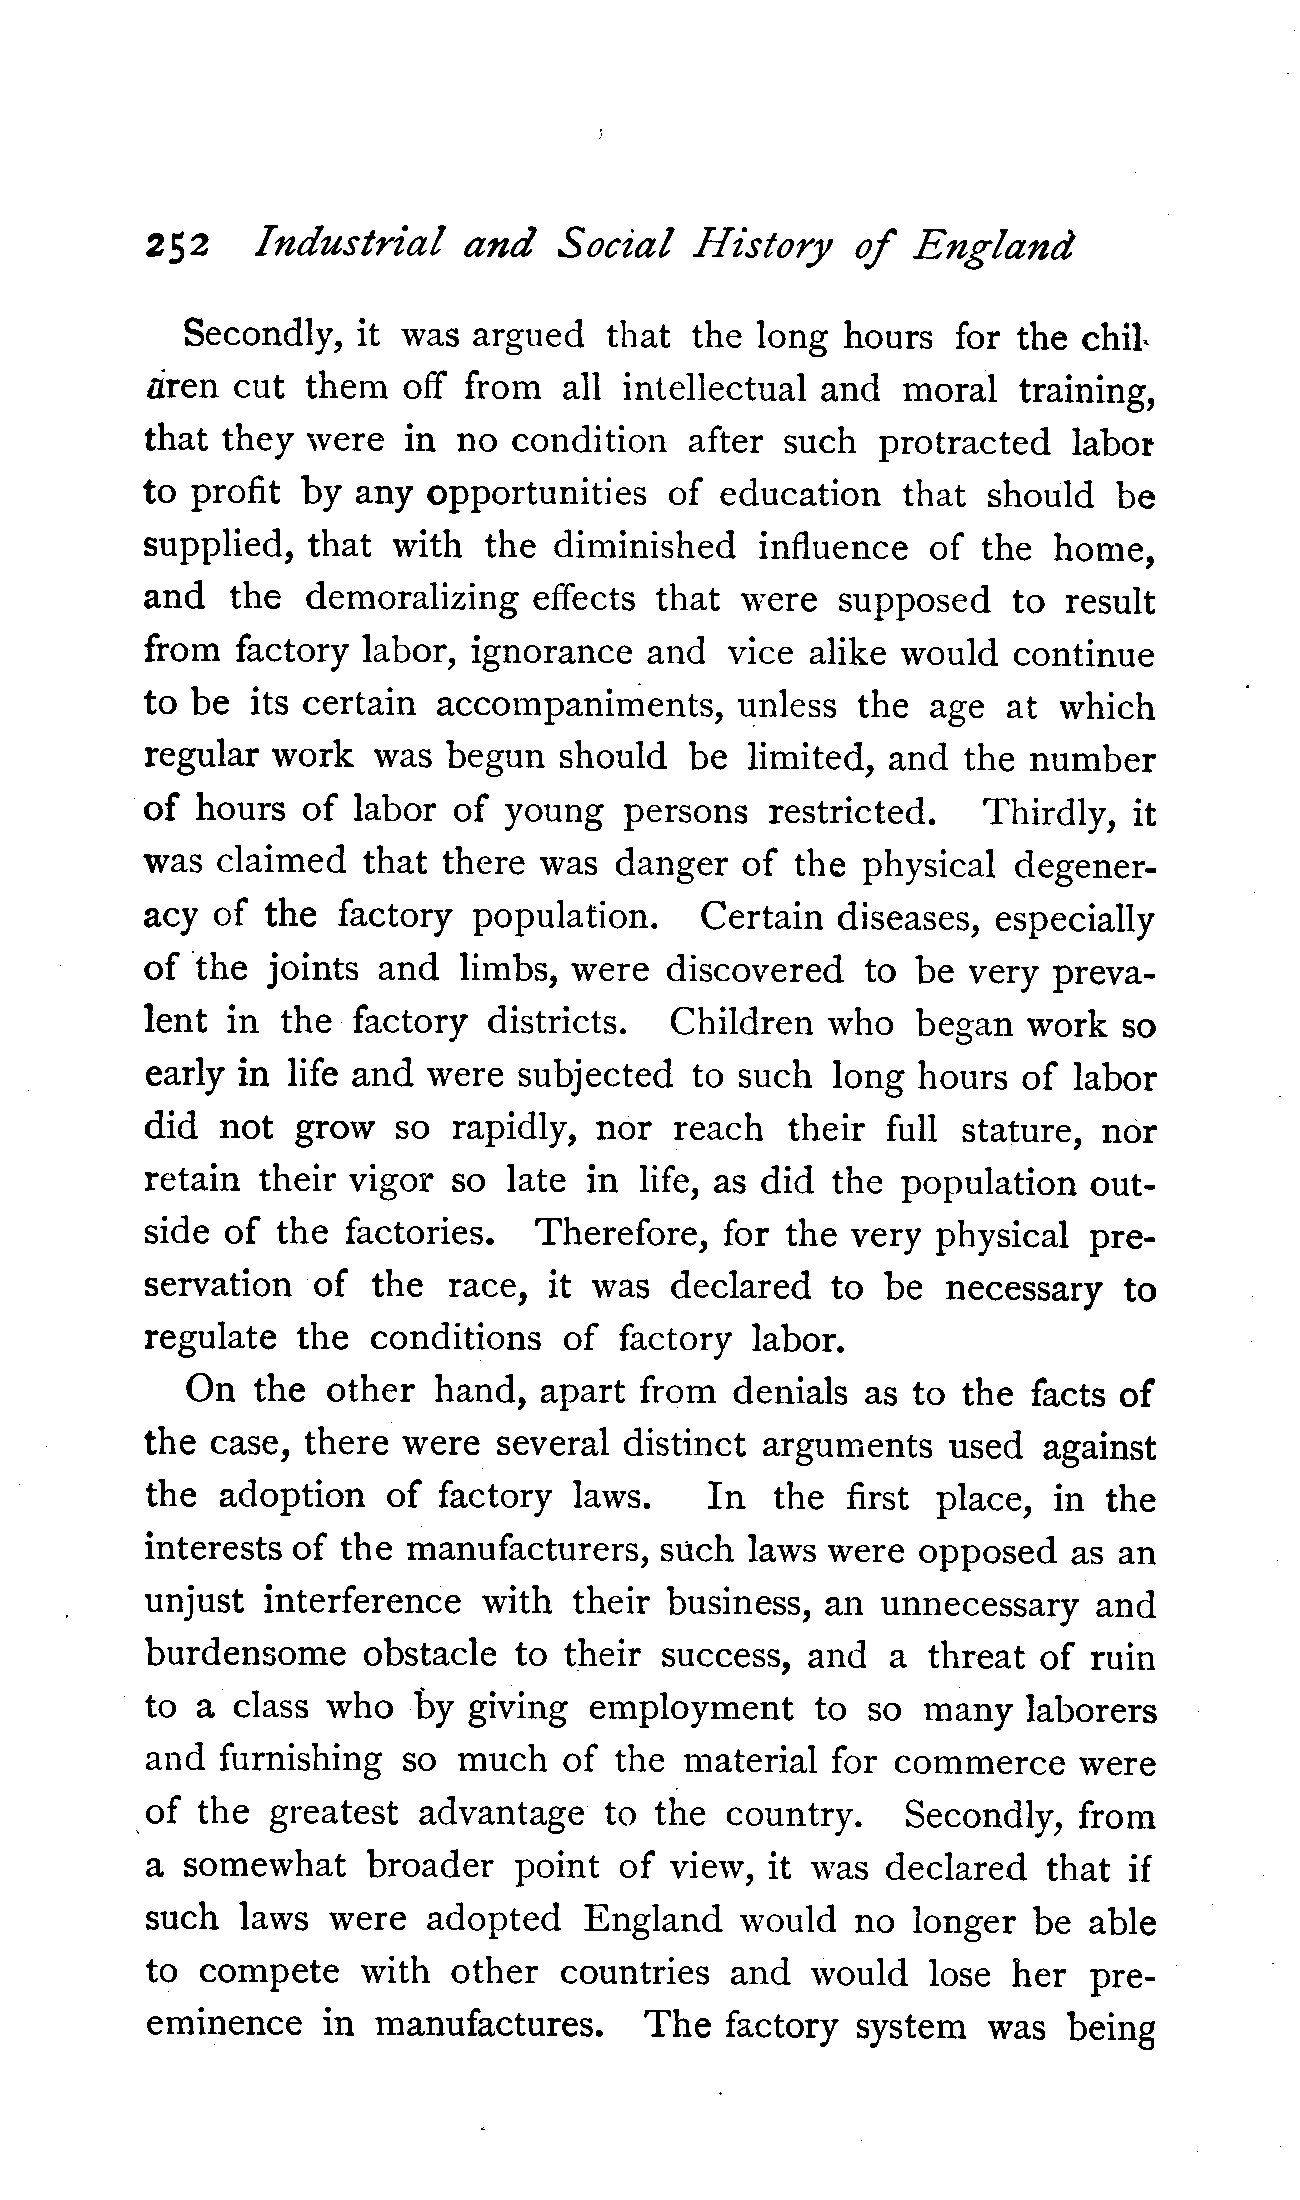 252 Industrial and Social History of England
Secondly, it was argued that the long hours for the chil-
dren cut them off from all intellectual and moral training,
that they were in no condition after such protracted labor
to profit by any opportunities of education that should be
supplied, that with the diminished influence of the home,
and the demoralizing effects that were supposed to result
from factory labor, ignorance and vice alike would continue
to be its certain accompaniments, unless the age at which
regular work was begun should be limited, and the number
of hours of labor of young persons restricted. Thirdly, it
was claimed that there was danger of the physical degener-
acy of the factory population. Certain diseases, especially
of the joints and limbs, were discovered to be very preva-
lent in the factory districts. Children who began work so
early in life and were subjected to such long hours of labor
did not grow so rapidly, nor reach their full stature, nor
retain their vigor so late in life, as did the population out-
side of the factories. Therefore, for the very physical pre-
servation of the race, it was declared to be necessary to
regulate the conditions of factory labor.
On the other hand, apart from denials as to the facts of
the case, there were several distinct arguments used against
the adoption of factory laws. In the first place, in the
interests of the manufacturers, such laws were opposed as an
unjust interference with their business, an unnecessary and
burdensome obstacle to their success, and a threat of ruin
to a class who by giving employment to so many laborers
and furnishing so much of the material for commerce were
of the greatest advantage to the country. Secondly, from
a somewhat broader point of view, it was declared that if
such laws were adopted England would no longer be able
to compete with other countries and would lose her pre-
eminence in manufactures. The factory system was being